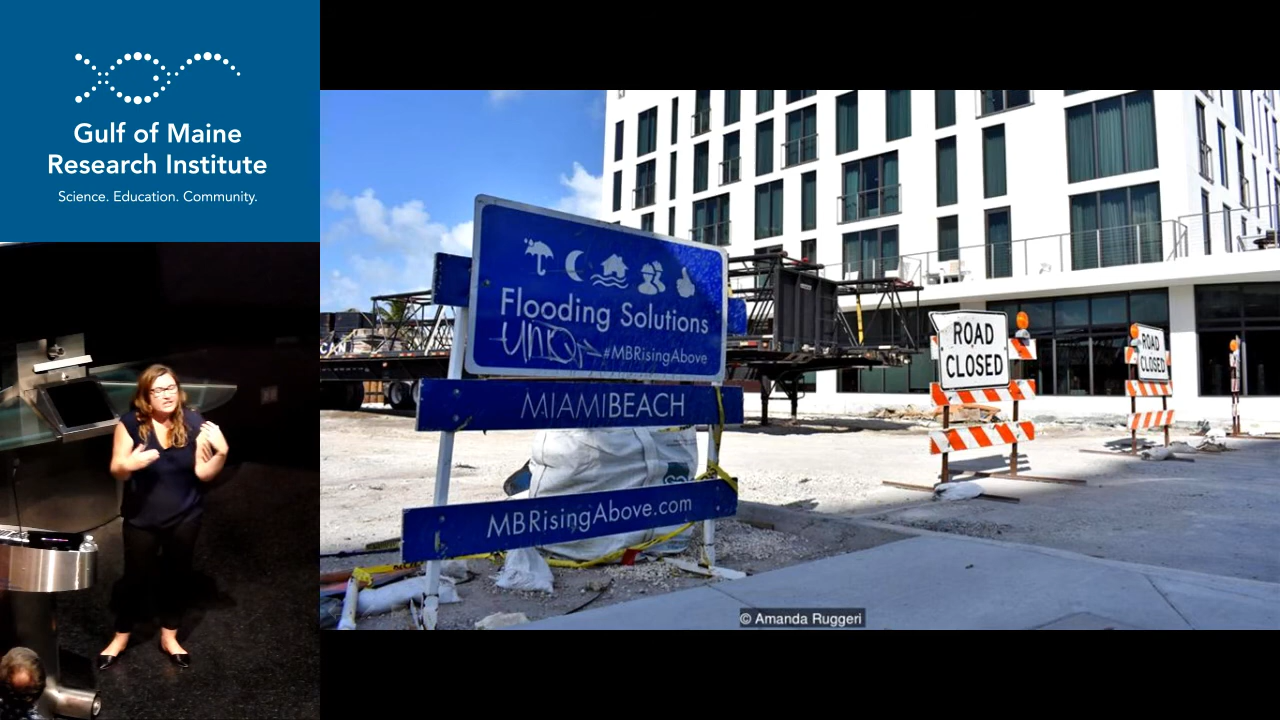 Gulf of Maine
Research Institute
Science. Education. Community.
Flooding Solutions
#MBRisingAbove
MIAMIBEACH
MBRisingAbove.com
ROAD
CLOSED
ROAD
CLOSED
© Amanda Ruggeri